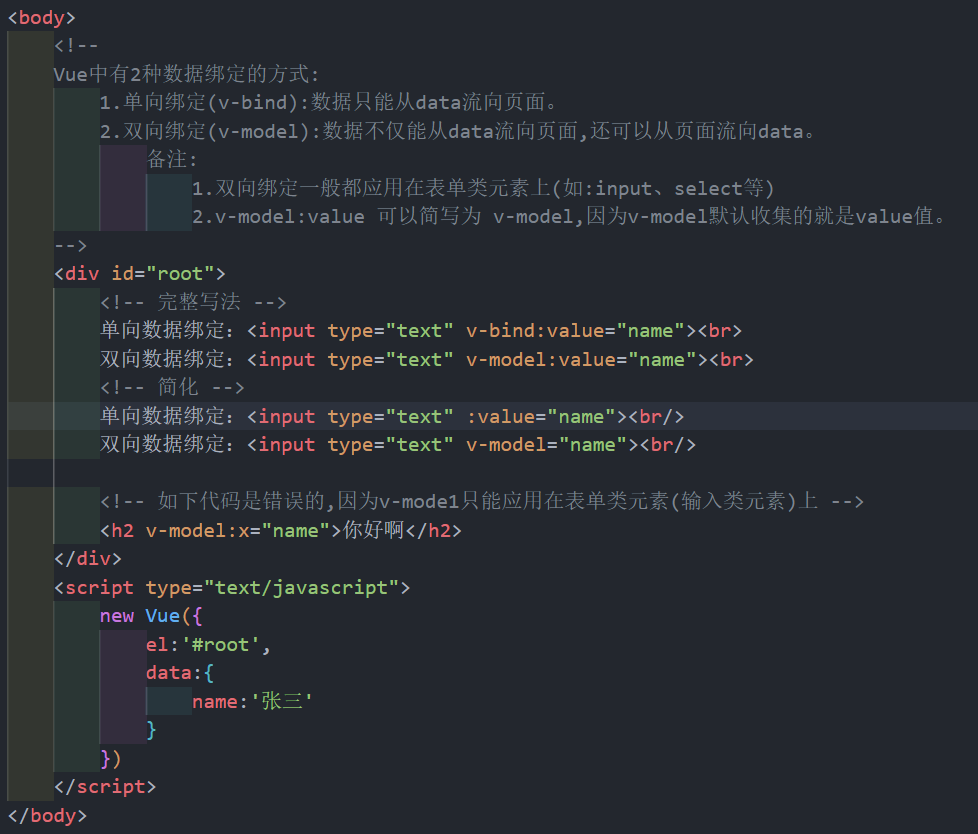 <body>
<!--
Vue中有2种数据绑定的方式:
1.单向绑定(v-bind):数据只能从data流向页面。
2.双向绑定(v-model):数据不仅能从data流向页面,还可以从页面流向data。
备注:
1.双向绑定一般都应用在表单类元素上(如:input、select等)
2.v-model:value 可以简写为 v-model,因为v-model默认收集的就是value值。
-->
<div id="root">
<!-- 完整写法 -->
单向数据绑定：<input type="text" v-bind:value="name"><br>
双向数据绑定：<input type="text" v-model:value="name"><br>
<!-- 简化 -->
单向数据绑定：<input type="text" :value="name"><br/>
双向数据绑定：<input type="text" v-model="name"><br/>
<!-- 如下代码是错误的,因为v-mode1只能应用在表单类元素(输入类元素)上 -->
<h2 v-model:x="name">你好啊</h2>
</div>
<script type="text/javascript">
new Vue({
el:'#root',
data:{
name:'张三'
}
})
</script>
</body>